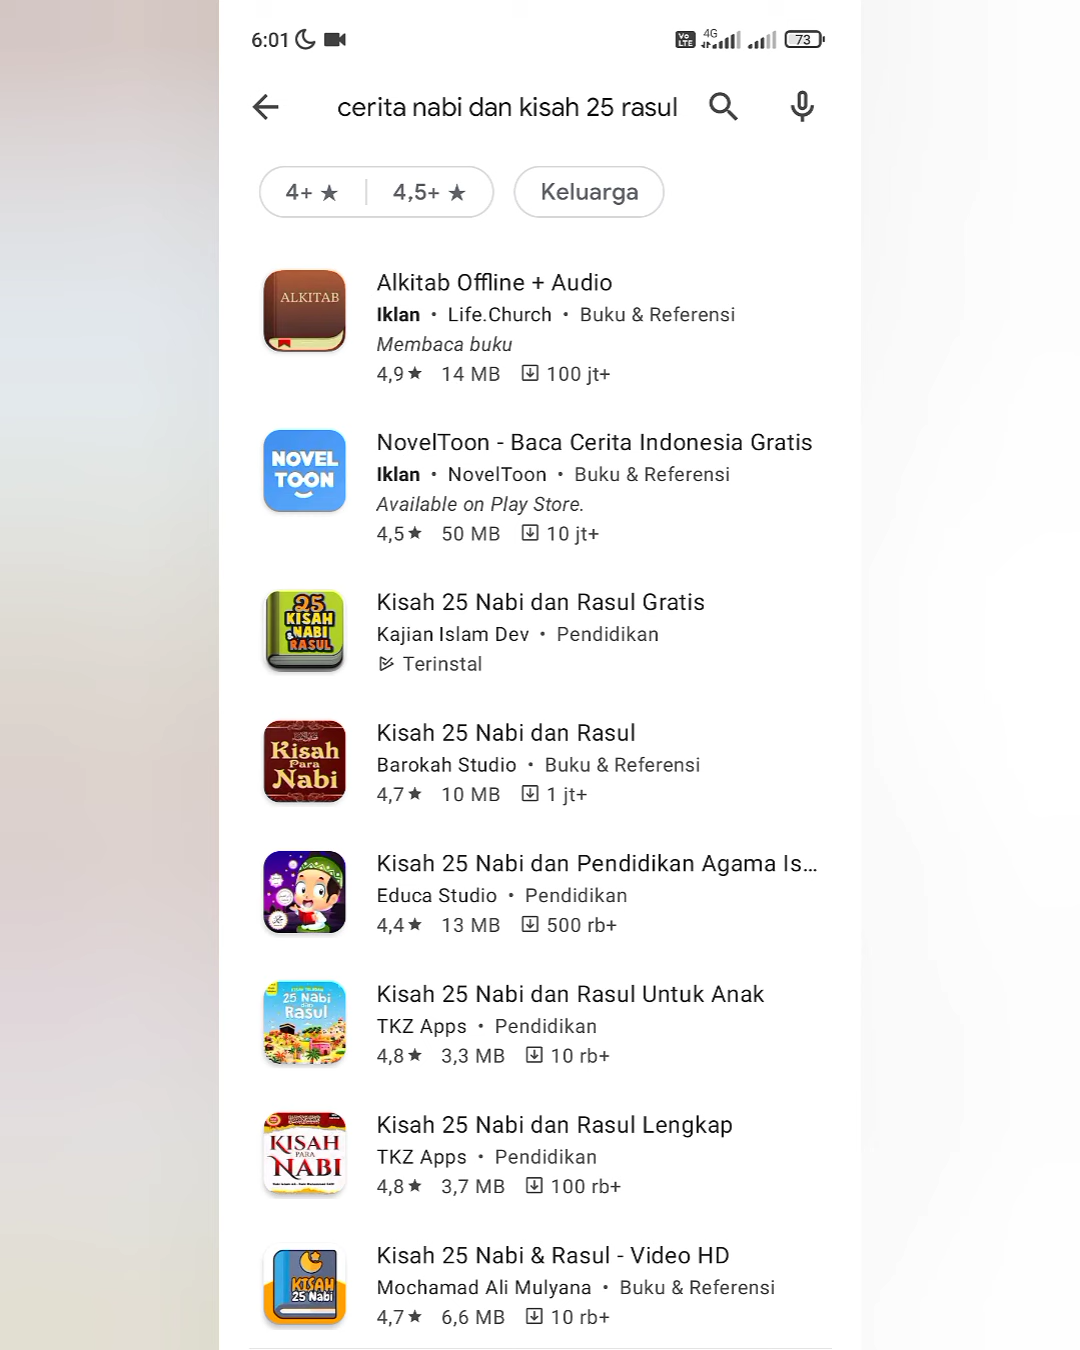 6:01
Vo LTE 4G 73
cerita nabi dan kisah 25 rasul
4+ ★ 4,5+ ★ Keluarga
ALKITAB
Alkitab Offline + Audio
Iklan • Life.Church • Buku & Referensi
Membaca buku
4,9★ 14 MB 100 jt+
NOVEL
TOON
NovelToon - Baca Cerita Indonesia Gratis
Iklan • NovelToon • Buku & Referensi
Available on Play Store.
4,5★ 50 MB 10 jt+
25
KISAH
& NABI
RASUL
Kisah 25 Nabi dan Rasul Gratis
Kajian Islam Dev • Pendidikan
Terinstal
Kisah
Para
Nabi
Kisah 25 Nabi dan Rasul
Barokah Studio • Buku & Referensi
4,7★ 10 MB 1 jt+
Kisah 25 Nabi dan Pendidikan Agama Is...
Educa Studio • Pendidikan
4,4★ 13 MB 500 rb+
25 Nabi
dan
Rasul
Kisah 25 Nabi dan Rasul Untuk Anak
TKZ Apps • Pendidikan
4,8★ 3,3 MB 10 rb+
KISAH
PARA
NABI
Kisah 25 Nabi dan Rasul Lengkap
TKZ Apps • Pendidikan
4,8★ 3,7 MB 100 rb+
KISAH
25 Nabi
Kisah 25 Nabi & Rasul - Video HD
Mochamad Ali Mulyana • Buku & Referensi
4,7★ 6,6 MB 10 rb+